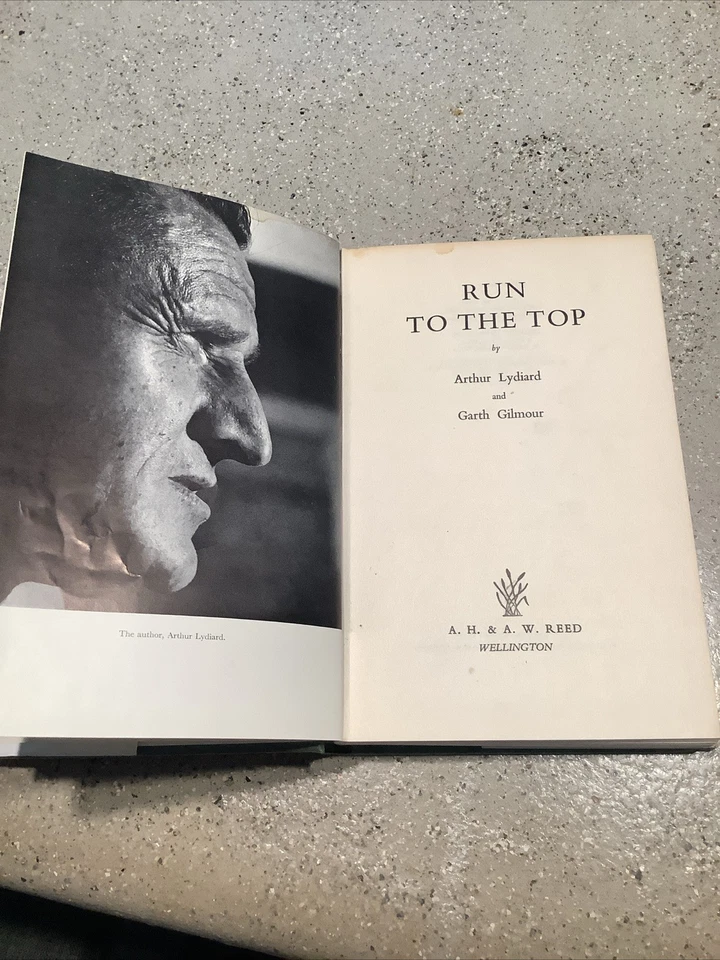 The author, Arthur Lydiard.
RUN
TO THE TOP
by
Arthur Lydiard
and
Garth Gilmour
A. H. & A. W. REED
WELLINGTON